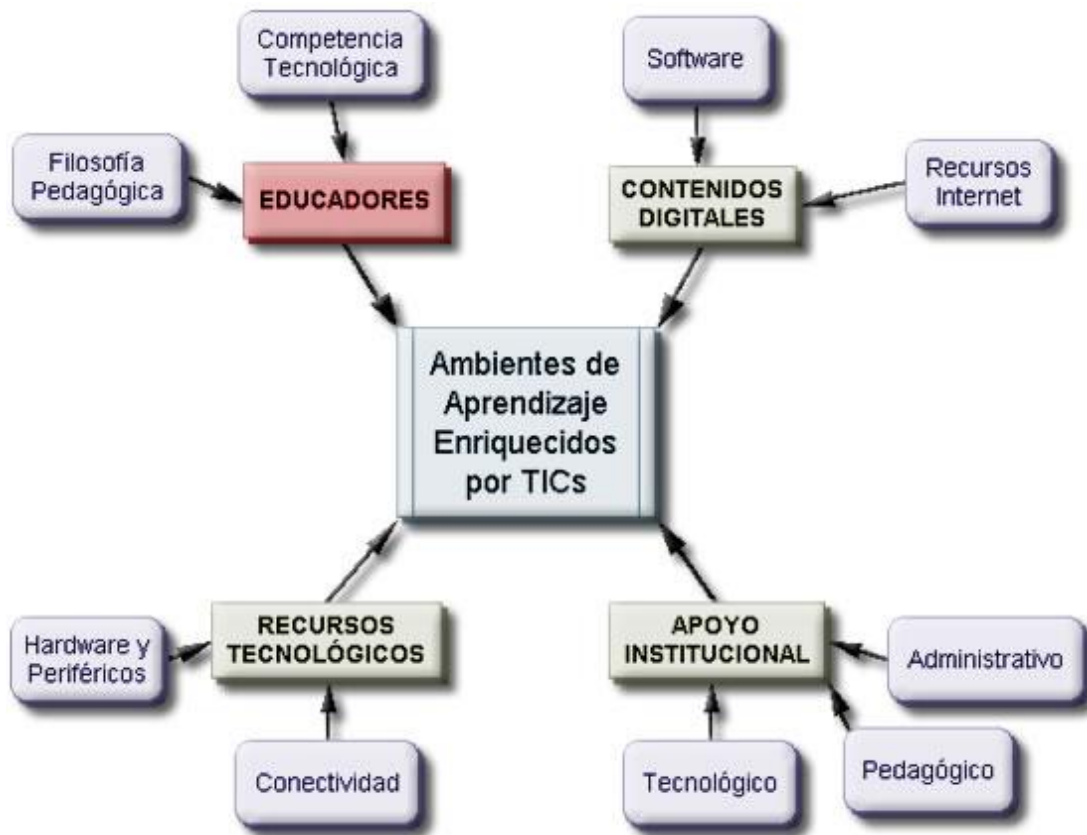 Competencia
Tecnológica
Software
Filosofía
Pedagógica
EDUCADORES
CONTENIDOS
DIGITALES
Recursos
Internet
Ambientes de
Aprendizaje
Enriquecidos
por TICs
Hardware y
Periféricos
RECURSOS
TECNOLÓGICOS
APOYO
INSTITUCIONAL
Administrativo
Conectividad
Tecnológico
Pedagógico